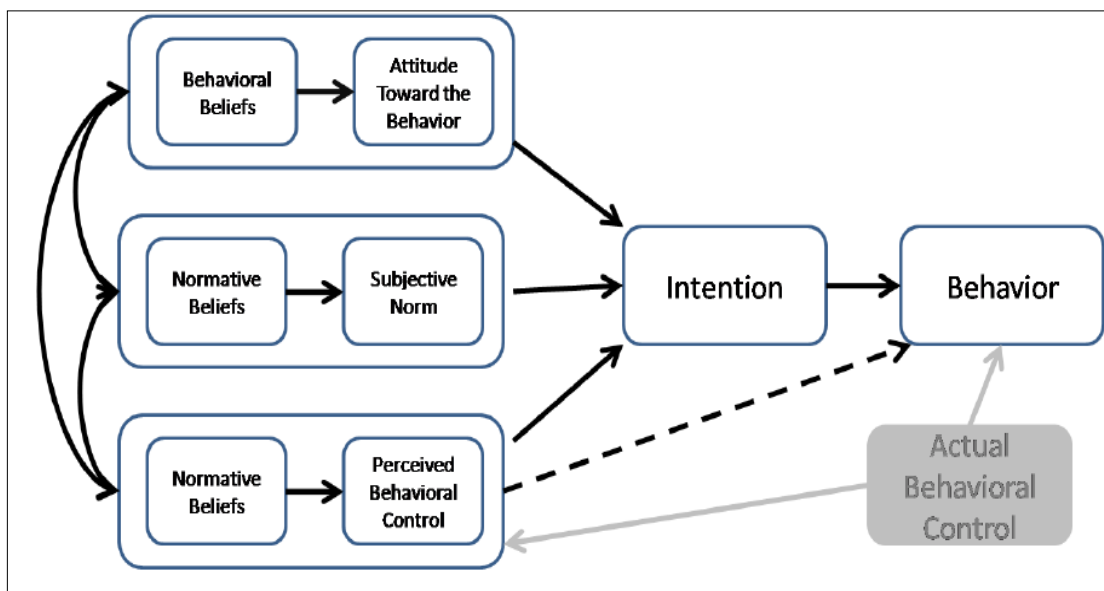 Behavioral
Beliefs
Attitude
Toward the
Behavior
Normative
Beliefs
Subjective
Norm
Intention
Behavior
Normative
Beliefs
Perceived
Behavioral
Control
Actual
Behavioral
Control